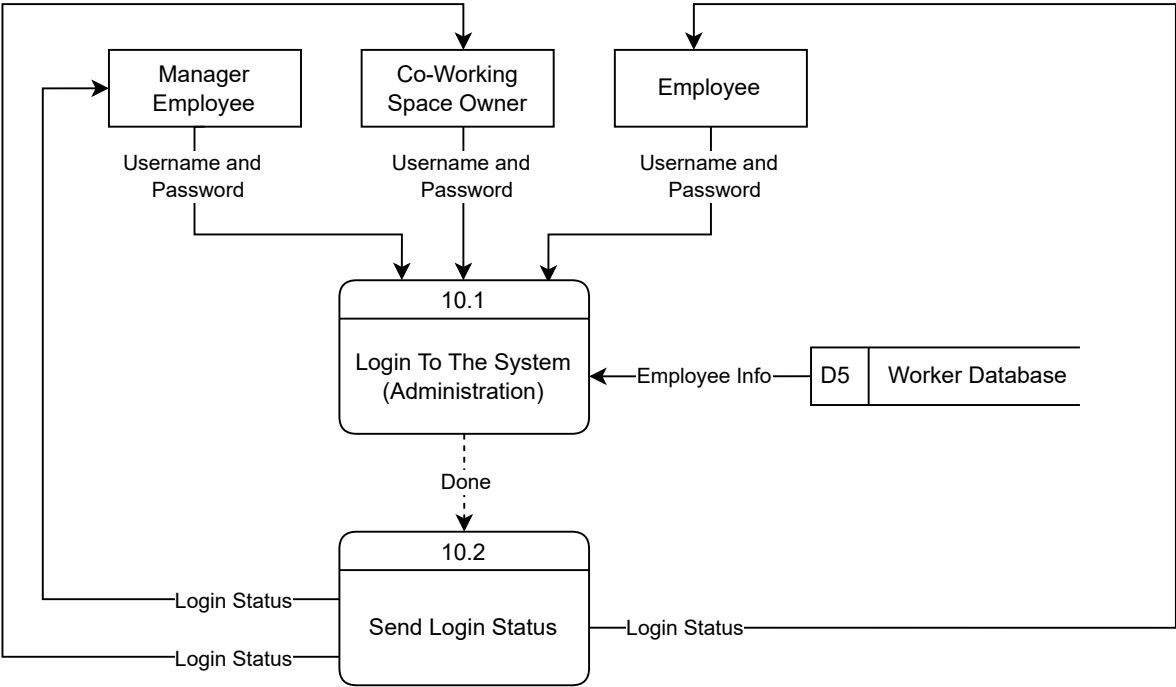 Manager
Employee
Co-Working
Space Owner
Employee
Username and
Password
Username and
Password
Username and
Password
10.1
Login To The System
(Administration)
Employee Info
D5
Worker Database
Done
10.2
Send Login Status
Login Status
Login Status
Login Status